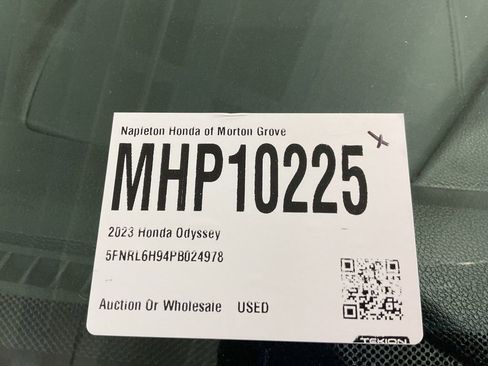 Napleton Honda of Morton Grove
MHP10225
2023 Honda Odyssey
5FNRL6H94PB024978
Auction Or Wholesale USED
TEKION